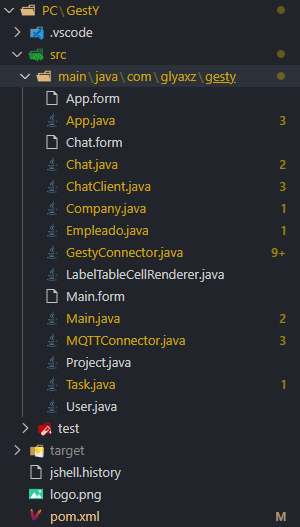 PC\GestY
.vscode
src
main\java\com\glyaxz\gesty
App.form
App.java 3
Chat.form
Chat.java 2
ChatClient.java 3
Company.java 1
Empleado.java 1
GestyConnector.java 9+
LabelTableCellRenderer.java
Main.form
Main.java 2
MQTTConnector.java 3
Project.java
Task.java 1
User.java
test
target
jshell.history
logo.png
pom.xml M